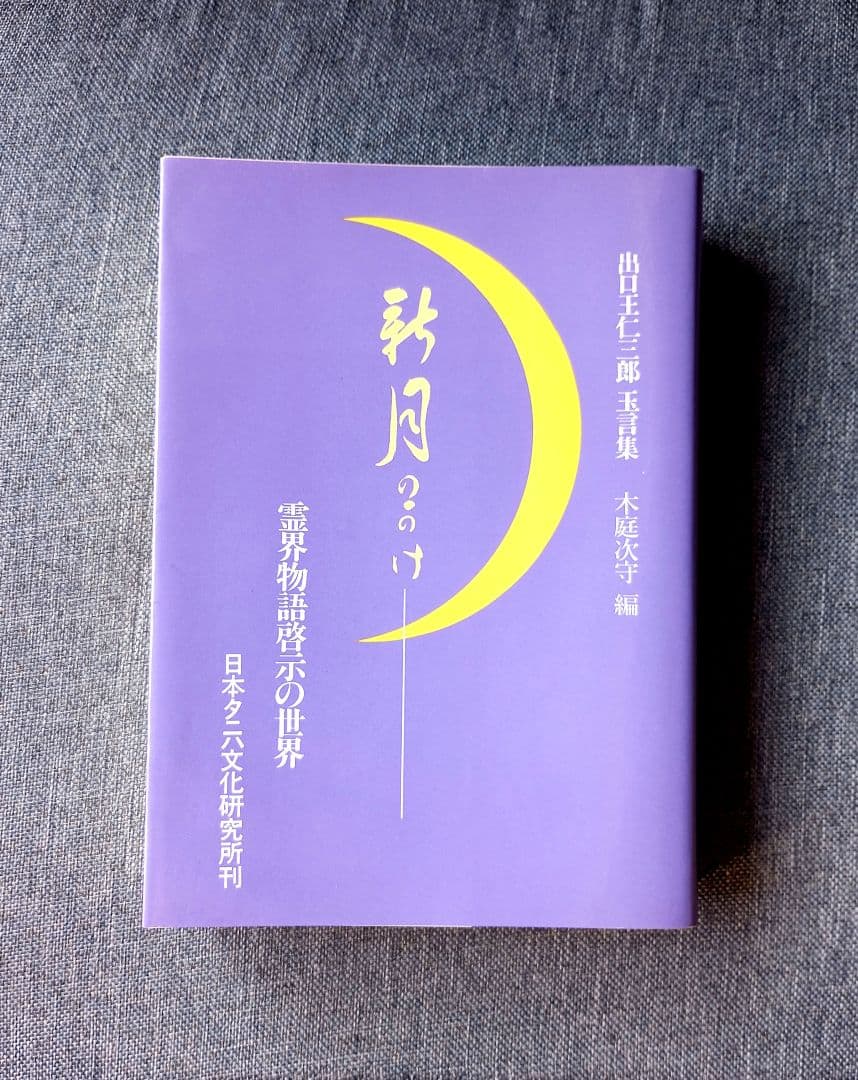 出口王仁三郎 玉言集 木庭次守 編
新月のかけ
霊界物語啓示の世界
日本タニハ文化研究所刊